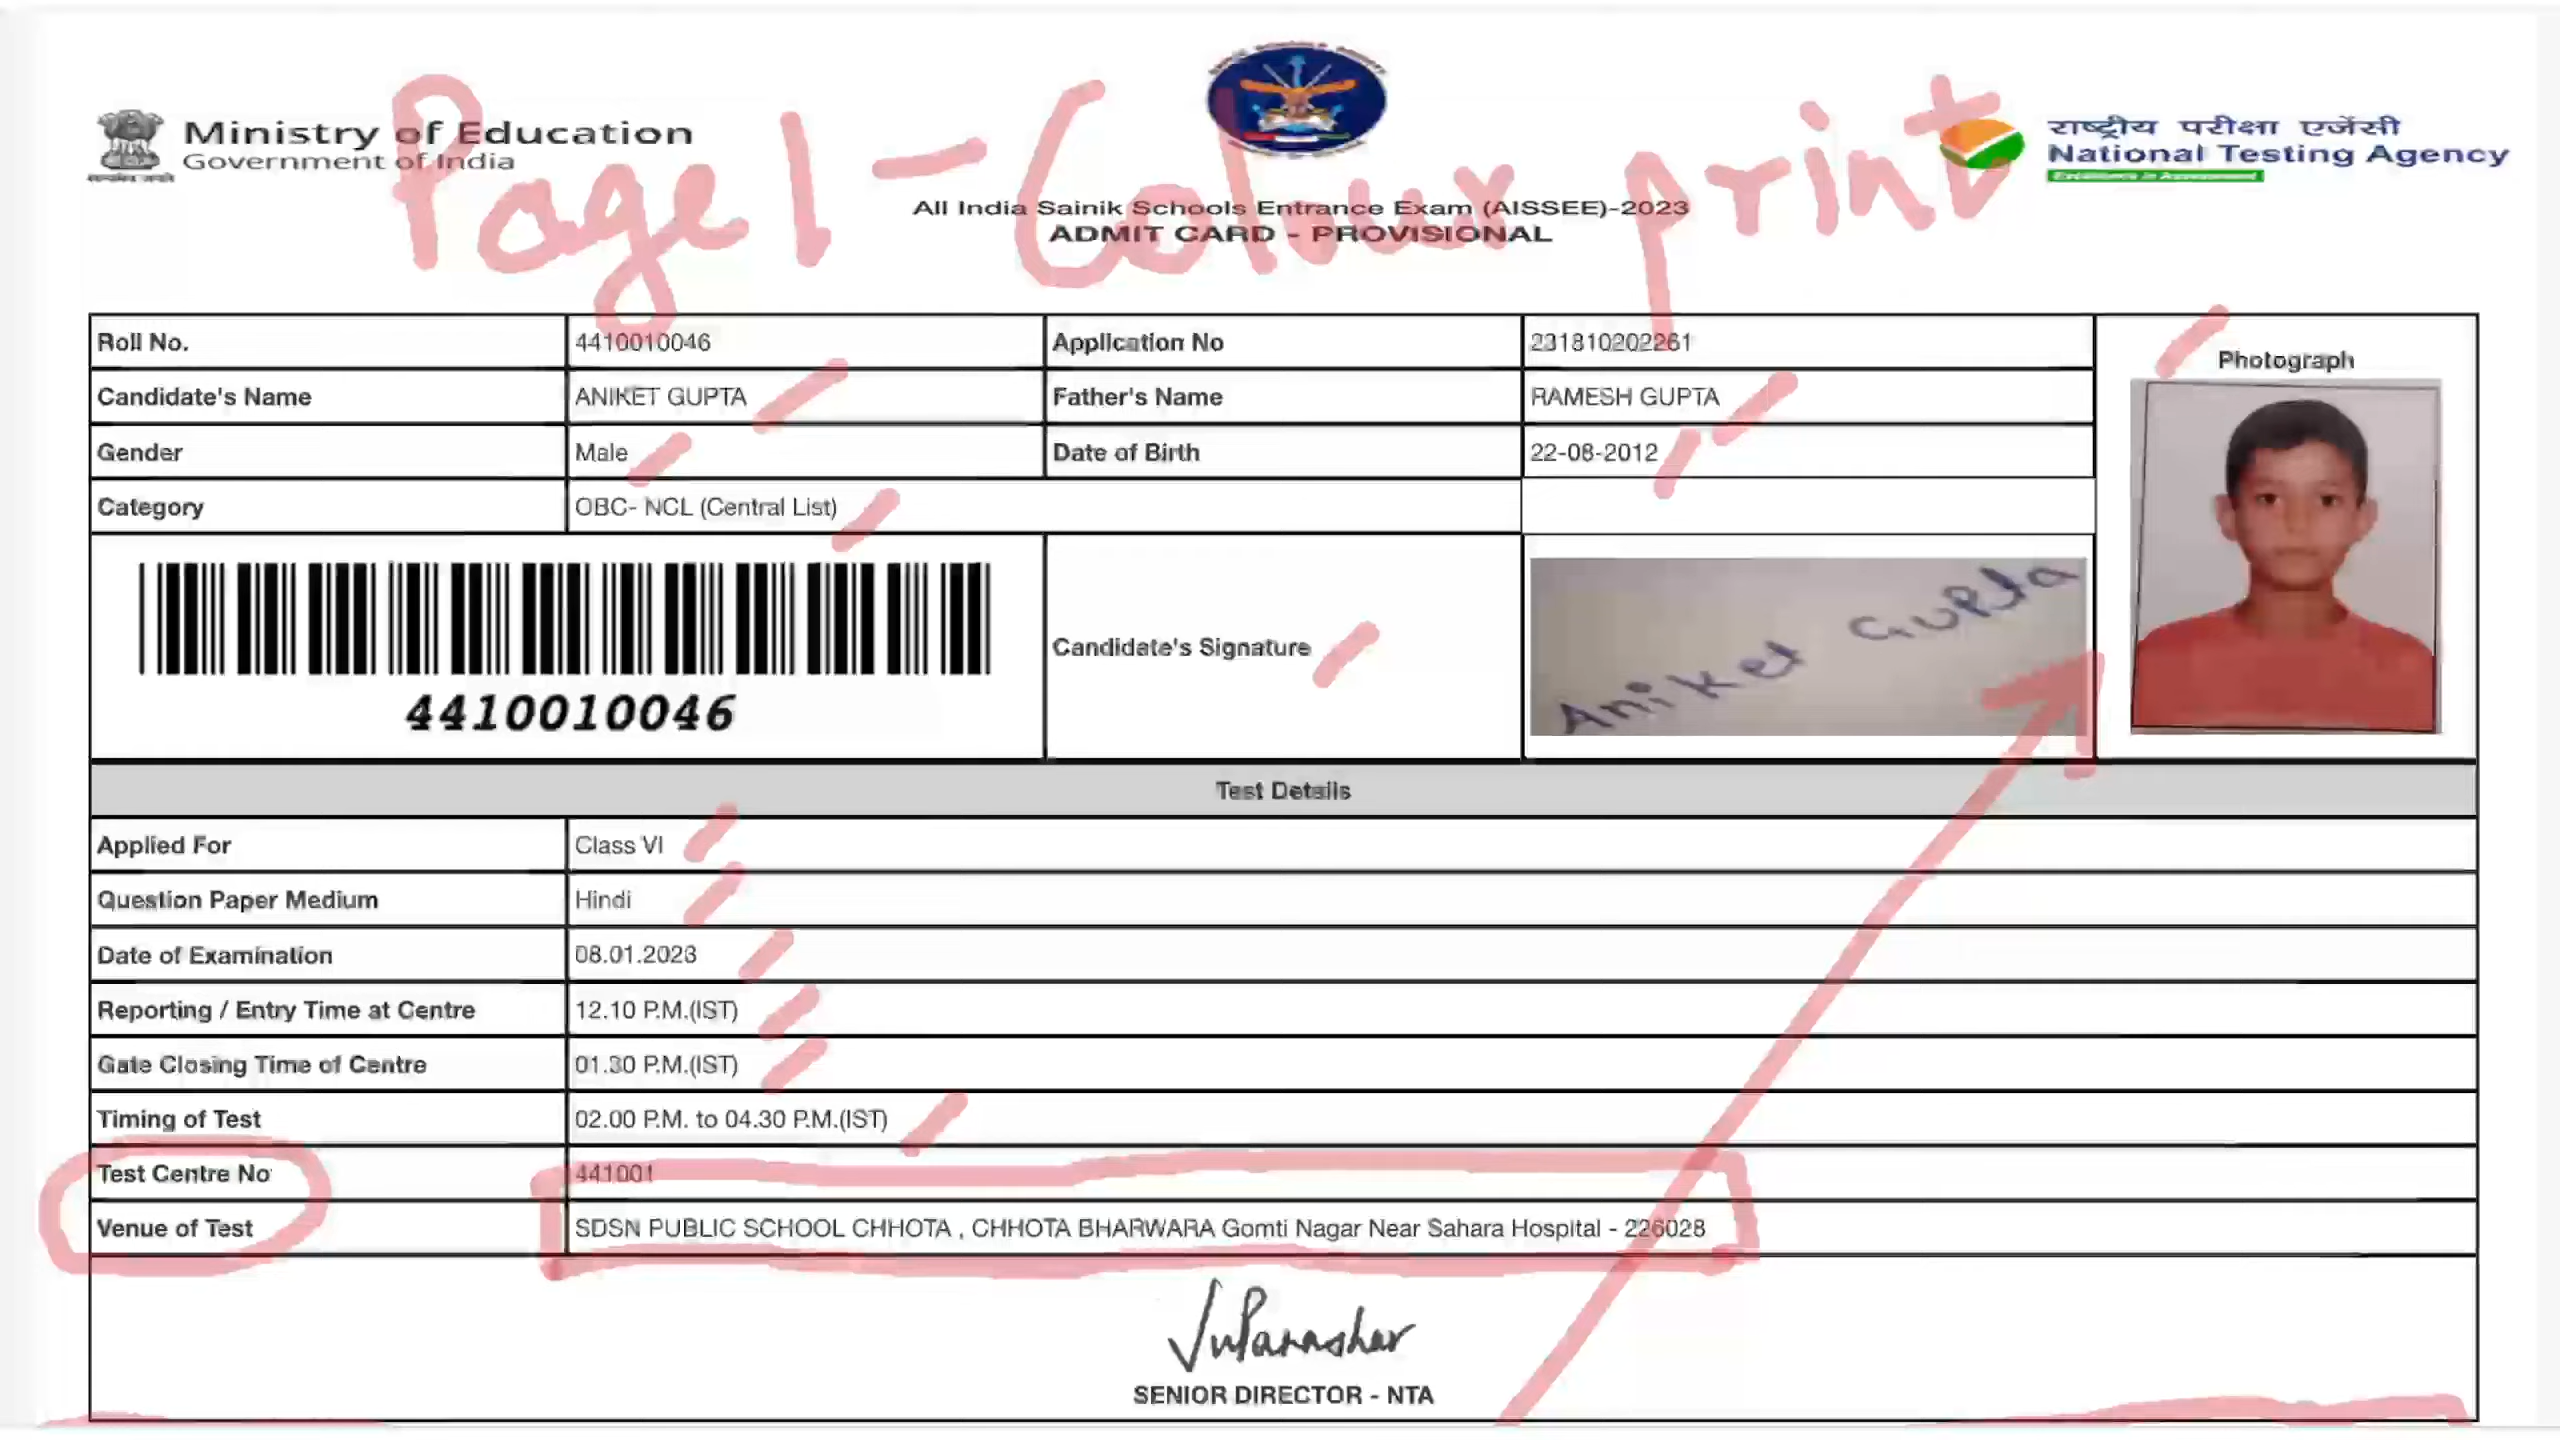 Page 1 - Colour print
Ministry of Education
Government of India
राष्ट्रीय परीक्षा एजेंसी
National Testing Agency
Excellence in Assessment
All India Sainik Schools Entrance Exam (AISSEE)-2023
ADMIT CARD - PROVISIONAL
Roll No. 4410010046 Application No 231810202261 Photograph
Candidate's Name ANIKET GUPTA Father's Name RAMESH GUPTA
Gender Male Date of Birth 22-08-2012
Category OBC- NCL (Central List)
Candidate's Signature Aniket Gupta
4410010046
Test Details
Applied For Class VI
Question Paper Medium Hindi
Date of Examination 08.01.2023
Reporting / Entry Time at Centre 12.10 P.M.(IST)
Gate Closing Time of Centre 01.30 P.M.(IST)
Timing of Test 02.00 P.M. to 04.30 P.M.(IST)
Test Centre No 441001
Venue of Test SDSN PUBLIC SCHOOL CHHOTA , CHHOTA BHARWARA Gomti Nagar Near Sahara Hospital - 226028
SENIOR DIRECTOR - NTA